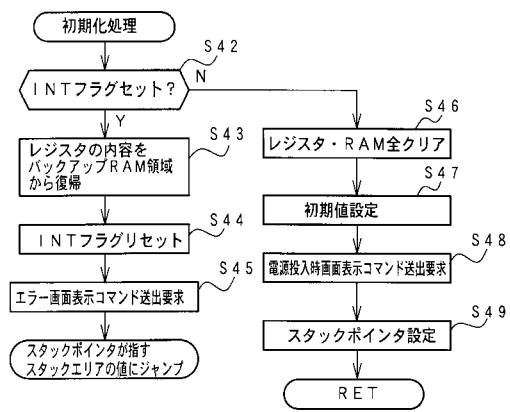 初期化処理
S42
INTフラグセット?
N
Y
S43
レジスタの内容を
バックアップRAM領域
から復帰
S44
INTフラグリセット
S45
エラー画面表示コマンド送出要求
スタックポインタが指す
スタックエリアの値にジャンプ
S46
レジスタ・RAM全クリア
S47
初期値設定
S48
電源投入時画面表示コマンド送出要求
S49
スタックポインタ設定
RET